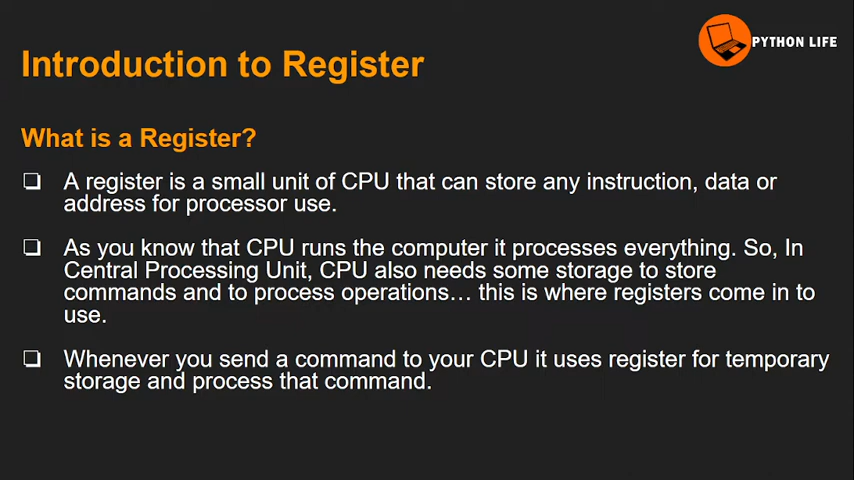 PYTHON LIFE
Introduction to Register
What is a Register?
A register is a small unit of CPU that can store any instruction, data or
address for processor use.
As you know that CPU runs the computer it processes everything. So, In
Central Processing Unit, CPU also needs some storage to store
commands and to process operations… this is where registers come in to
use.
Whenever you send a command to your CPU it uses register for temporary
storage and process that command.